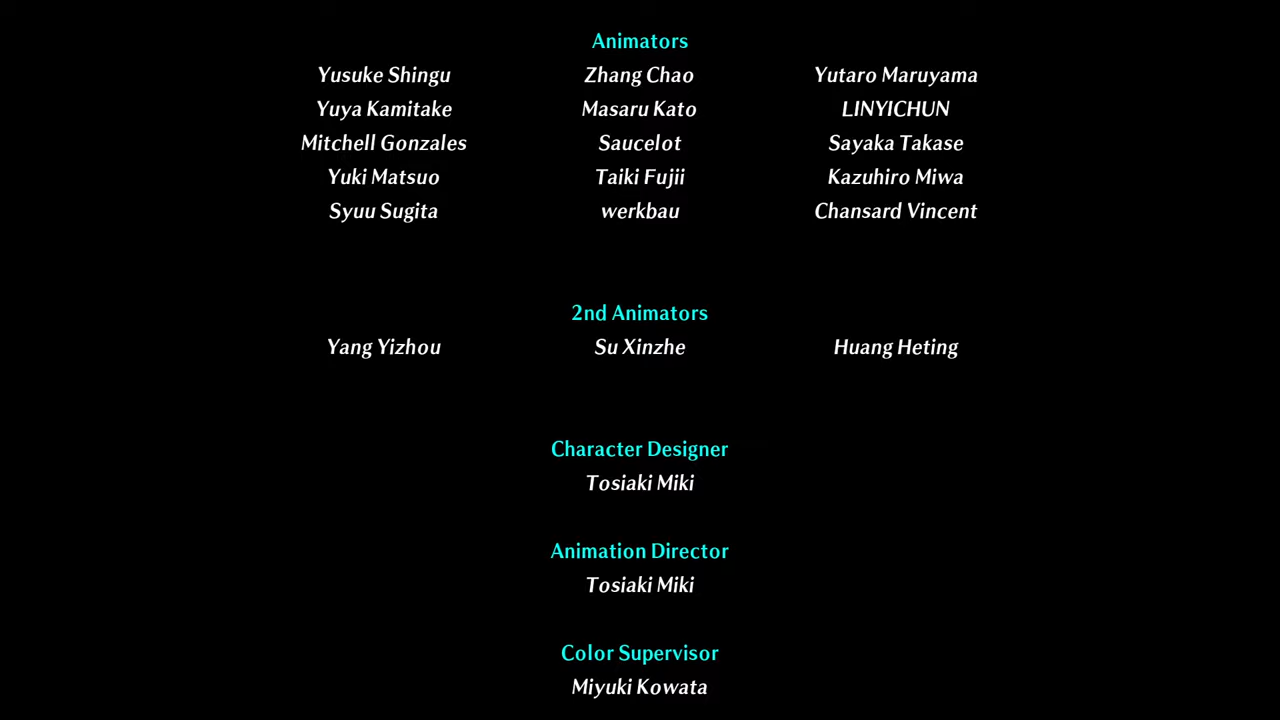 Animators
Yusuke Shingu Zhang Chao Yutaro Maruyama
Yuya Kamitake Masaru Kato LINYICHUN
Mitchell Gonzales Saucelot Sayaka Takase
Yuki Matsuo Taiki Fujii Kazuhiro Miwa
Syuu Sugita werkbau Chansard Vincent
2nd Animators
Yang Yizhou Su Xinzhe Huang Heting
Character Designer
Tosiaki Miki
Animation Director
Tosiaki Miki
Color Supervisor
Miyuki Kowata